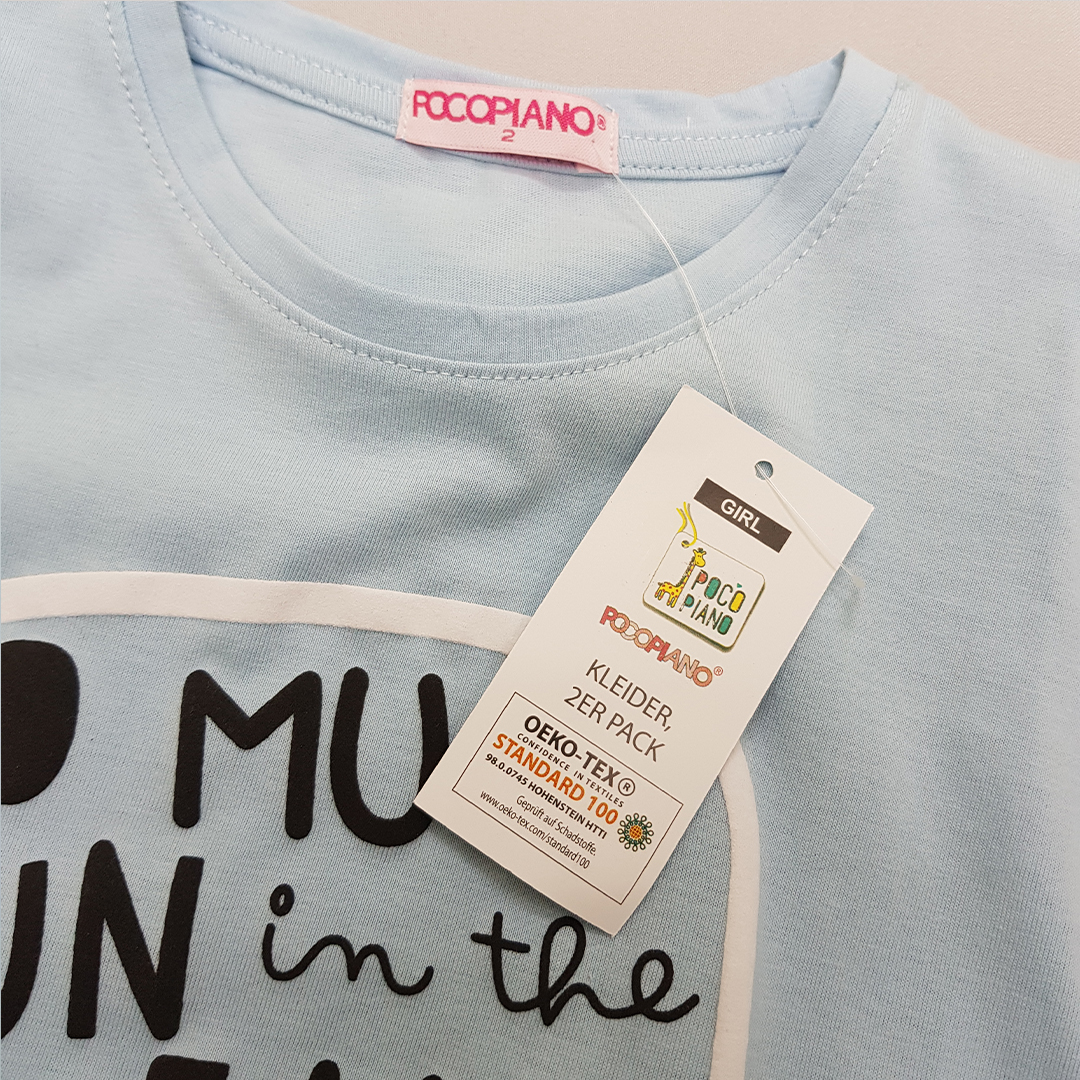 POCOPIANO®
2
GIRL
POCO
PIANO
POCOPIANO®
KLEIDER,
2ER PACK
OEKO-TEX®
CONFIDENCE IN TEXTILES
STANDARD 100
98.0.0745 HOHENSTEIN HTTI
Geprüft auf Schadstoffe.
www.oeko-tex.com/standard100
MU
UN in the